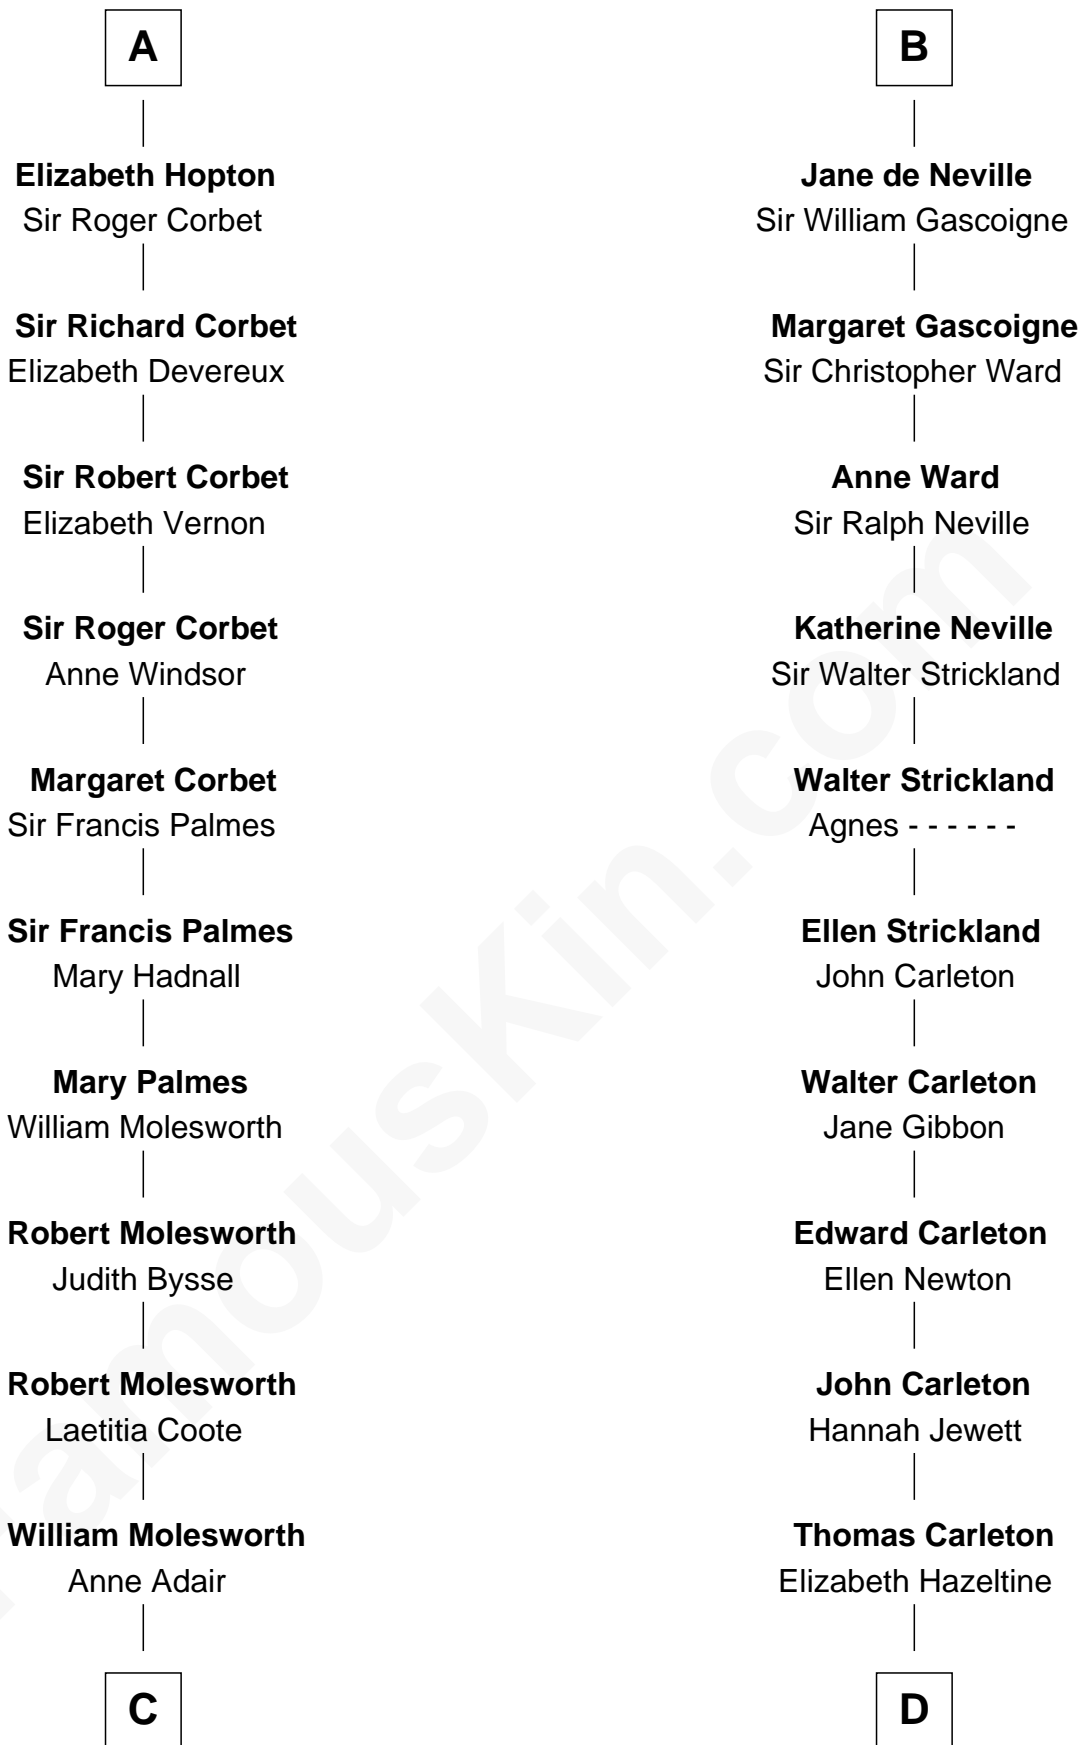 A
Elizabeth Hopton
Sir Roger Corbet
Sir Richard Corbet
Elizabeth Devereux
Sir Robert Corbet
Elizabeth Vernon
Sir Roger Corbet
Anne Windsor
Margaret Corbet
Sir Francis Palmes
Sir Francis Palmes
Mary Hadnall
Mary Palmes
William Molesworth
Robert Molesworth
Judith Bysse
Robert Molesworth
Laetitia Coote
William Molesworth
Anne Adair
C
B
Jane de Neville
Sir William Gascoigne
Margaret Gascoigne
Sir Christopher Ward
Anne Ward
Sir Ralph Neville
Katherine Neville
Sir Walter Strickland
Walter Strickland
Agnes - - - - - -
Ellen Strickland
John Carleton
Walter Carleton
Jane Gibbon
Edward Carleton
Ellen Newton
John Carleton
Hannah Jewett
Thomas Carleton
Elizabeth Hazeltine
D
FamousKin.com